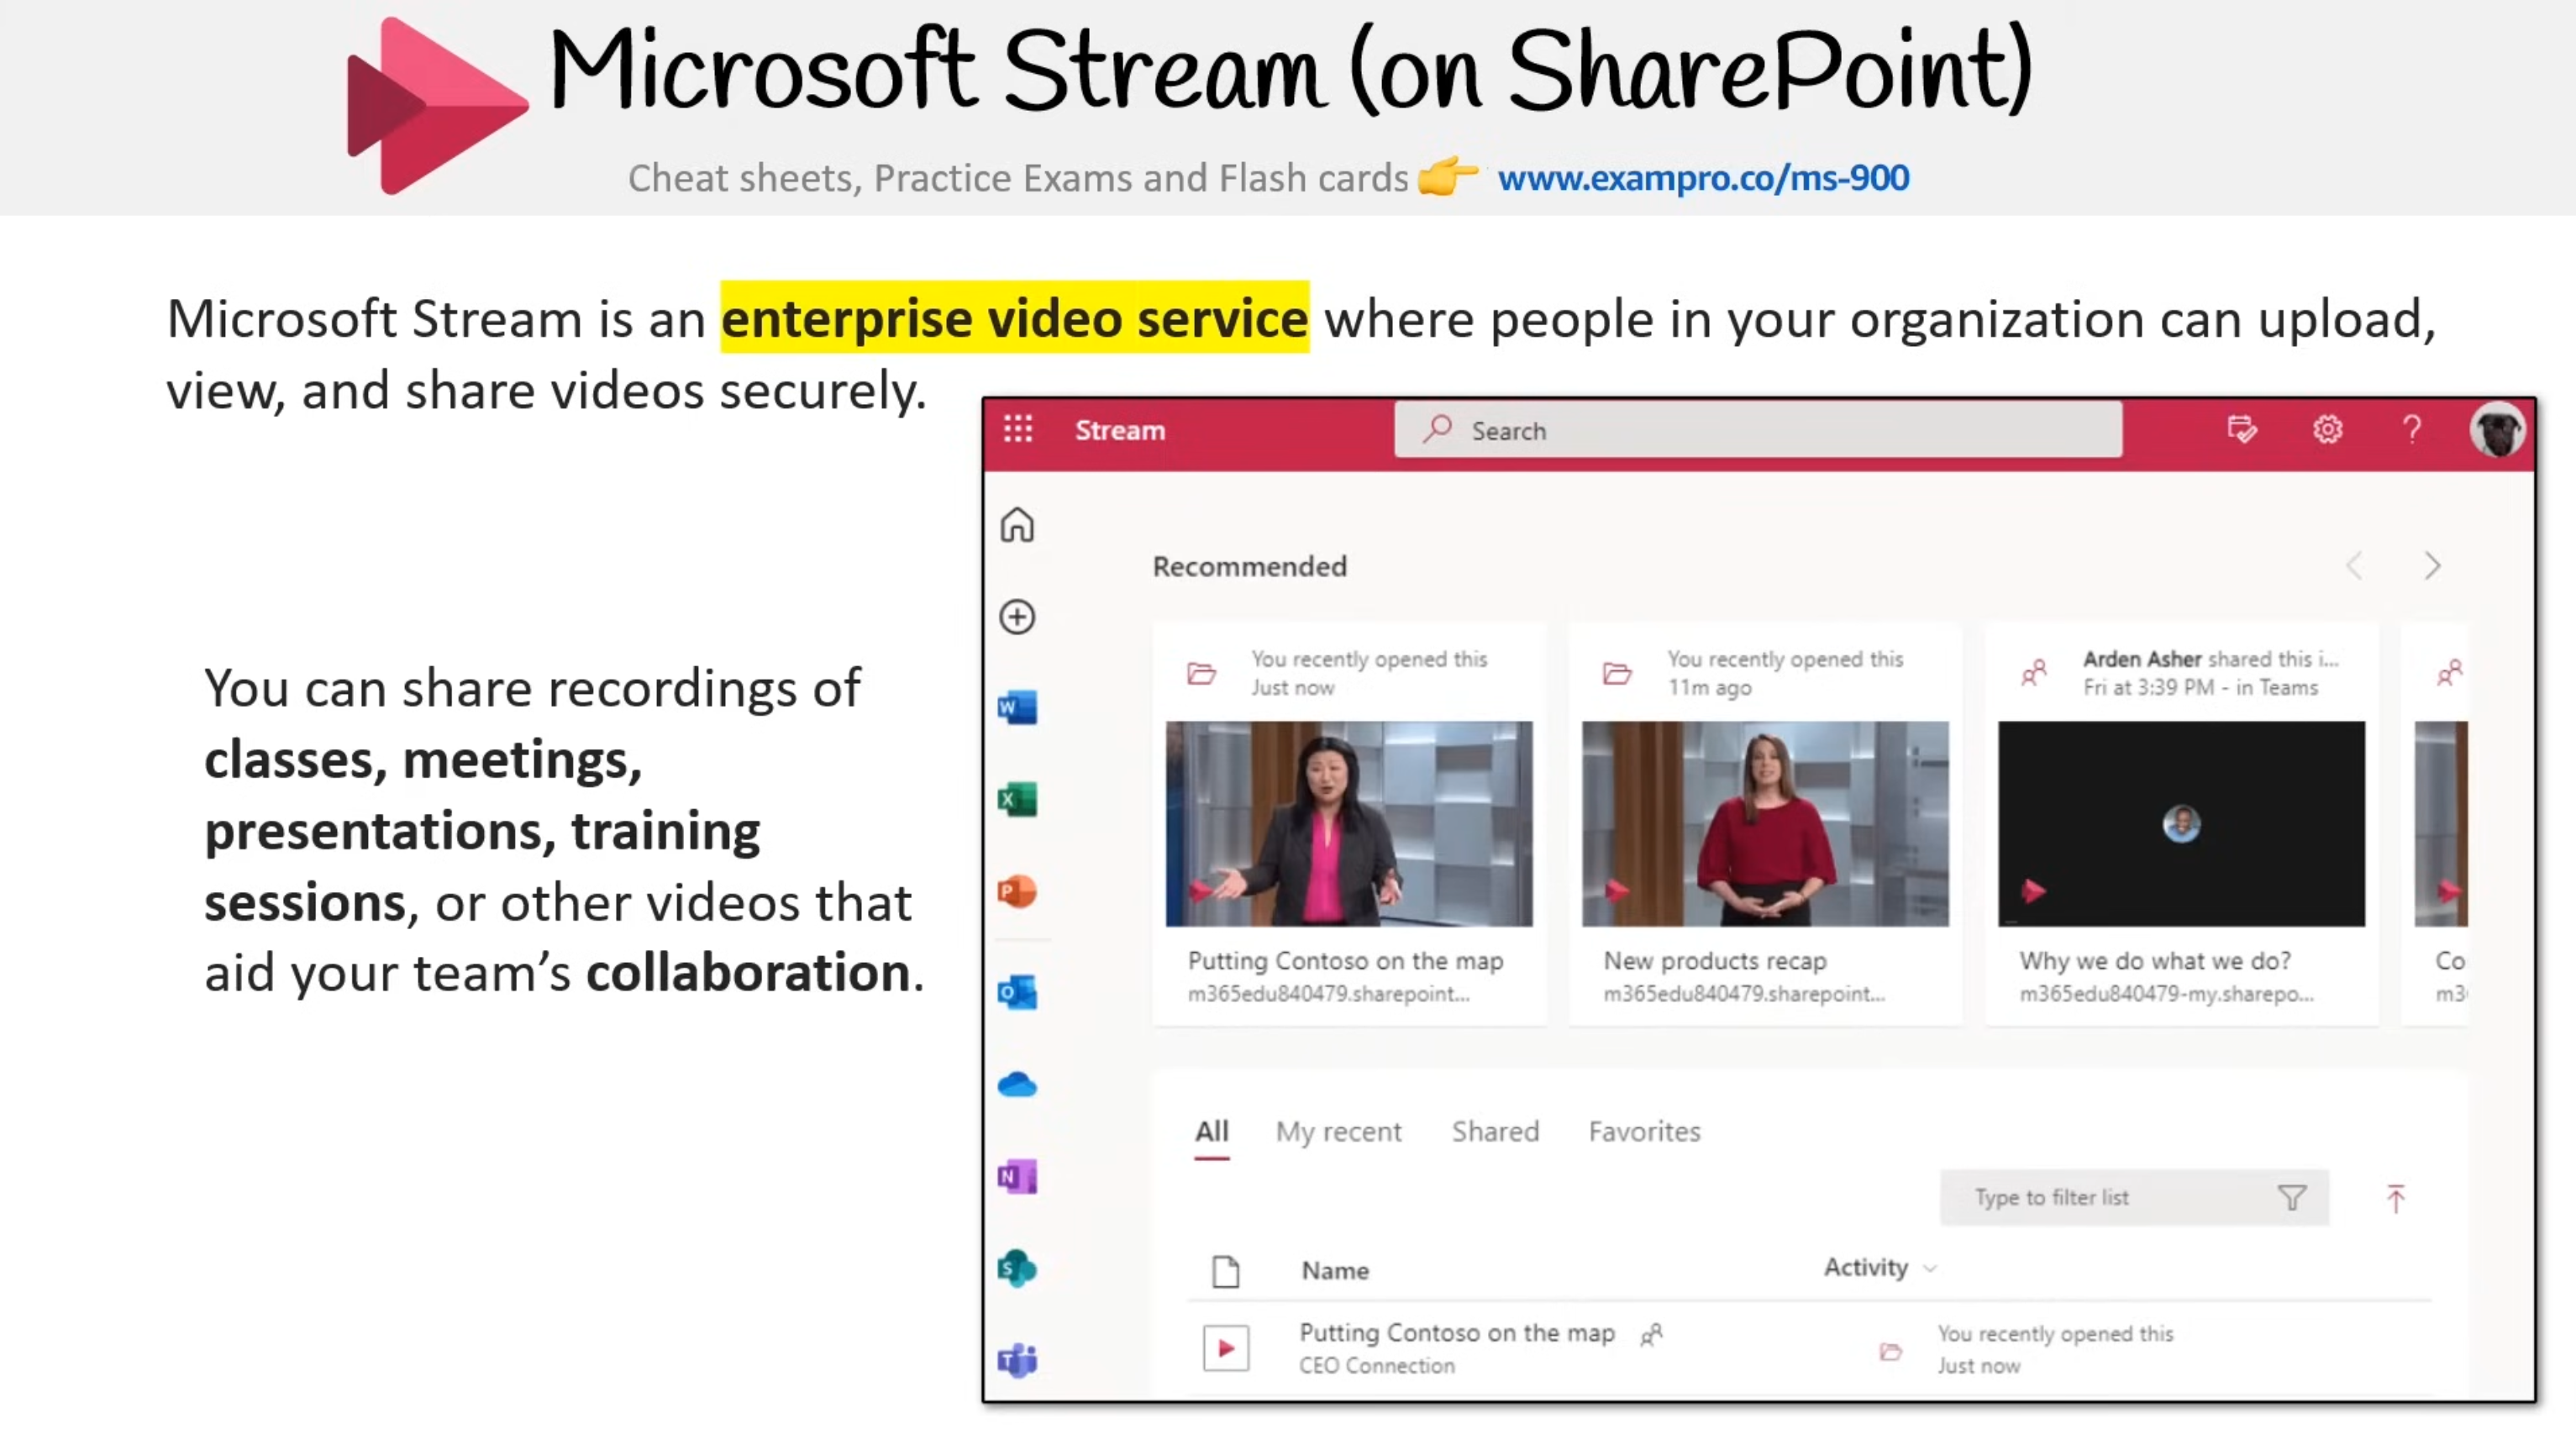 Microsoft Stream (on SharePoint)
Cheat sheets, Practice Exams and Flash cards www.exampro.co/ms-900
Microsoft Stream is an enterprise video service where people in your organization can upload,
view, and share videos securely.
You can share recordings of
classes, meetings,
presentations, training
sessions, or other videos that
aid your team's collaboration.
Stream
Search
Recommended
You recently opened this
Just now
Putting Contoso on the map
m365edu840479.sharepoint...
You recently opened this
11m ago
New products recap
m365edu840479.sharepoint...
Arden Asher shared this i...
Fri at 3:39 PM - in Teams
Why we do what we do?
m365edu840479-my.sharepo...
Co
m3
All My recent Shared Favorites
Type to filter list
Name Activity
Putting Contoso on the map
CEO Connection
You recently opened this
Just now